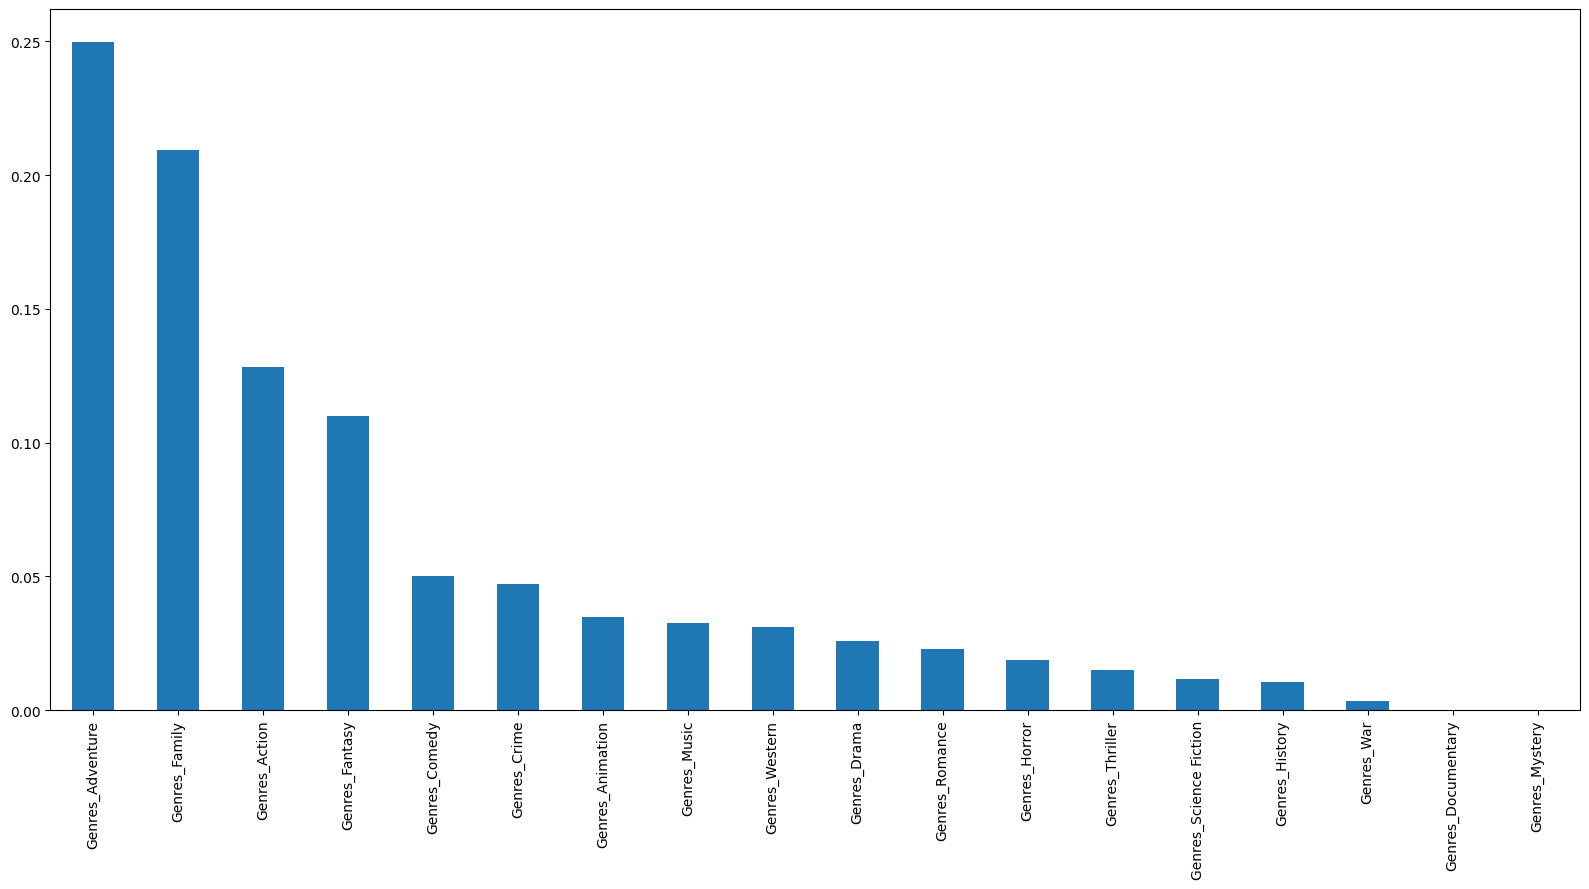 0.25
0.20
0.15
0.10
0.05
0.00
Genres_Adventure
Genres_Family
Genres_Action
Genres_Fantasy
Genres_Comedy
Genres_Crime
Genres_Animation
Genres_Music
Genres_Western
Genres_Drama
Genres_Romance
Genres_Horror
Genres_Thriller
Genres_Science Fiction
Genres_History
Genres_War
Genres_Documentary
Genres_Mystery